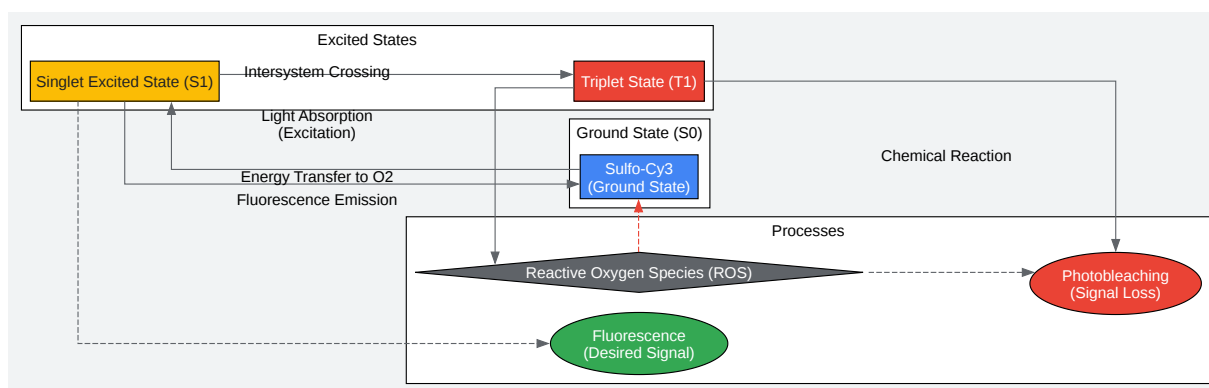 Excited States
Singlet Excited State (S1)
Intersystem Crossing
Triplet State (T1)
Light Absorption
(Excitation)
Ground State (S0)
Sulfo-Cy3
(Ground State)
Chemical Reaction
Energy Transfer to O2
Fluorescence Emission
Processes
Reactive Oxygen Species (ROS)
Photobleaching
(Signal Loss)
Fluorescence
(Desired Signal)